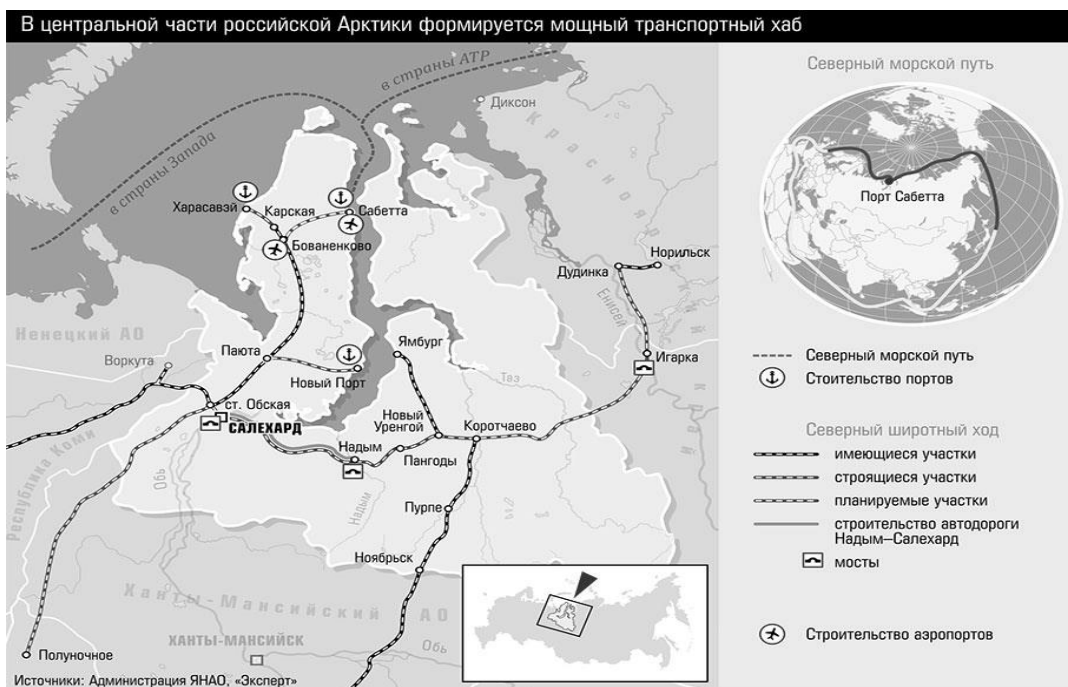 В центральной части российской Арктики формируется мощный транспортный хаб
в страны АТР
в страны Запада
Диксон
Харасавэй
Карская
Сабетта
Бованенково
Норильск
Дудинка
Енисей
Ненецкий АО
Воркута
Паюта
Ямбург
Новый Порт
Таз
Игарка
ст. Обская
САЛЕХАРД
Новый
Уренгой
Коротчаево
Надым
Пангоды
Обь
Надым
Республика Коми
Пурпе
Ноябрьск
Ханты-Мансийский АО
ХАНТЫ-МАНСИЙСК
Обь
Полуночное
Источники: Администрация ЯНАО, «Эксперт»
Северный морской путь
Порт Сабетта
Северный морской путь
Стоительство портов
Северный широтный ход
имеющиеся участки
строящиеся участки
планируемые участки
строительство автодороги
Надым—Салехард
мосты
Строительство аэропортов